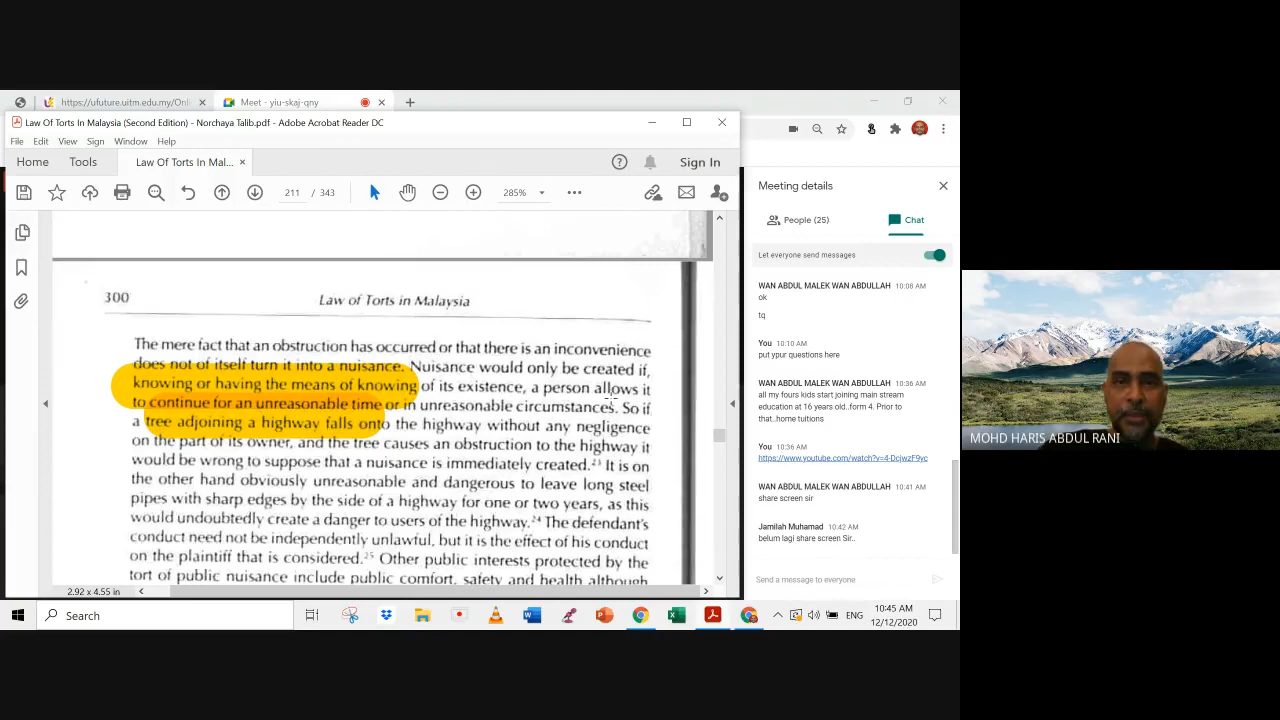 https://ufuture.uitm.edu.my/Onli
Meet - yiu-skaj-qny
Law Of Torts In Malaysia (Second Edition) - Norchaya Talib.pdf - Adobe Acrobat Reader DC
File Edit View Sign Window Help
Home Tools Law Of Torts In Mal... Sign In
211 / 343 285%
300 Law of Torts in Malaysia
The mere fact that an obstruction has occurred or that there is an inconvenience
does not of itself turn it into a nuisance. Nuisance would only be created if,
knowing or having the means of knowing of its existence, a person allows it
to continue for an unreasonable time or in unreasonable circumstances. So if
a tree adjoining a highway falls onto the highway without any negligence
on the part of its owner, and the tree causes an obstruction to the highway it
would be wrong to suppose that a nuisance is immediately created.23 It is on
the other hand obviously unreasonable and dangerous to leave long steel
pipes with sharp edges by the side of a highway for one or two years, as this
would undoubtedly create a danger to users of the highway.24 The defendant's
conduct need not be independently unlawful, but it is the effect of his conduct
on the plaintiff that is considered.25 Other public interests protected by the
tort of public nuisance include public comfort, safety and health although
2.92 x 4.55 in
Meeting details
People (25) Chat
Let everyone send messages
WAN ABDUL MALEK WAN ABDULLAH 10:08 AM
ok
tq
You 10:10 AM
put ypur questions here
WAN ABDUL MALEK WAN ABDULLAH 10:36 AM
all my fours kids start joining main stream
education at 16 years old..form 4. Prior to
that..home tuitions
You 10:36 AM
https://www.youtube.com/watch?v=4-DcjwzF9yc
WAN ABDUL MALEK WAN ABDULLAH 10:41 AM
share screen sir
Jamilah Muhamad 10:42 AM
belum lagi share screen Sir..
Send a message to everyone
MOHD HARIS ABDUL RANI
Search
ENG
10:45 AM
12/12/2020